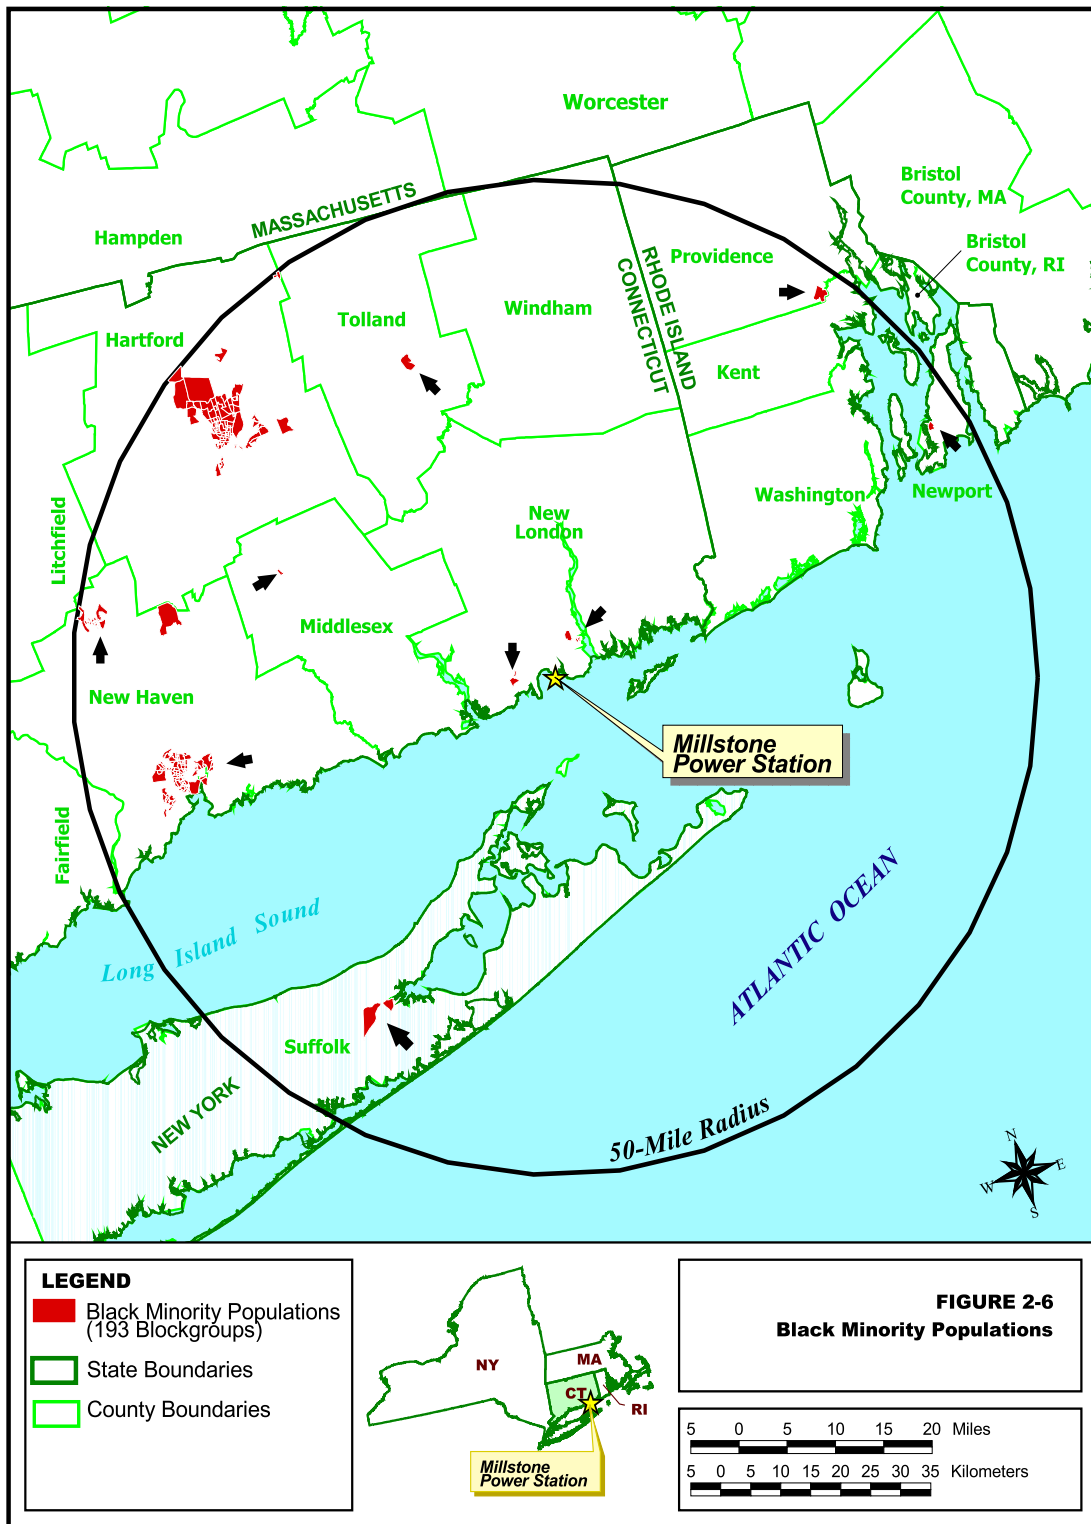 Worcester
Bristol
County, MA
Bristol
County, RI
Hampden
MASSACHUSETTS
Providence
RHODE ISLAND
CONNECTICUT
Windham
Tolland
Hartford
Kent
Litchfield
New
London
Washington
Newport
Middlesex
New Haven
Millstone
Power Station
Fairfield
Long Island Sound
ATLANTIC OCEAN
Suffolk
NEW YORK
50-Mile Radius
N
E
W
S
LEGEND
Black Minority Populations
(193 Blockgroups)
State Boundaries
County Boundaries
NY
MA
CT
RI
Millstone
Power Station
FIGURE 2-6
Black Minority Populations
5 0 5 10 15 20 Miles
5 0 5 10 15 20 25 30 35 Kilometers